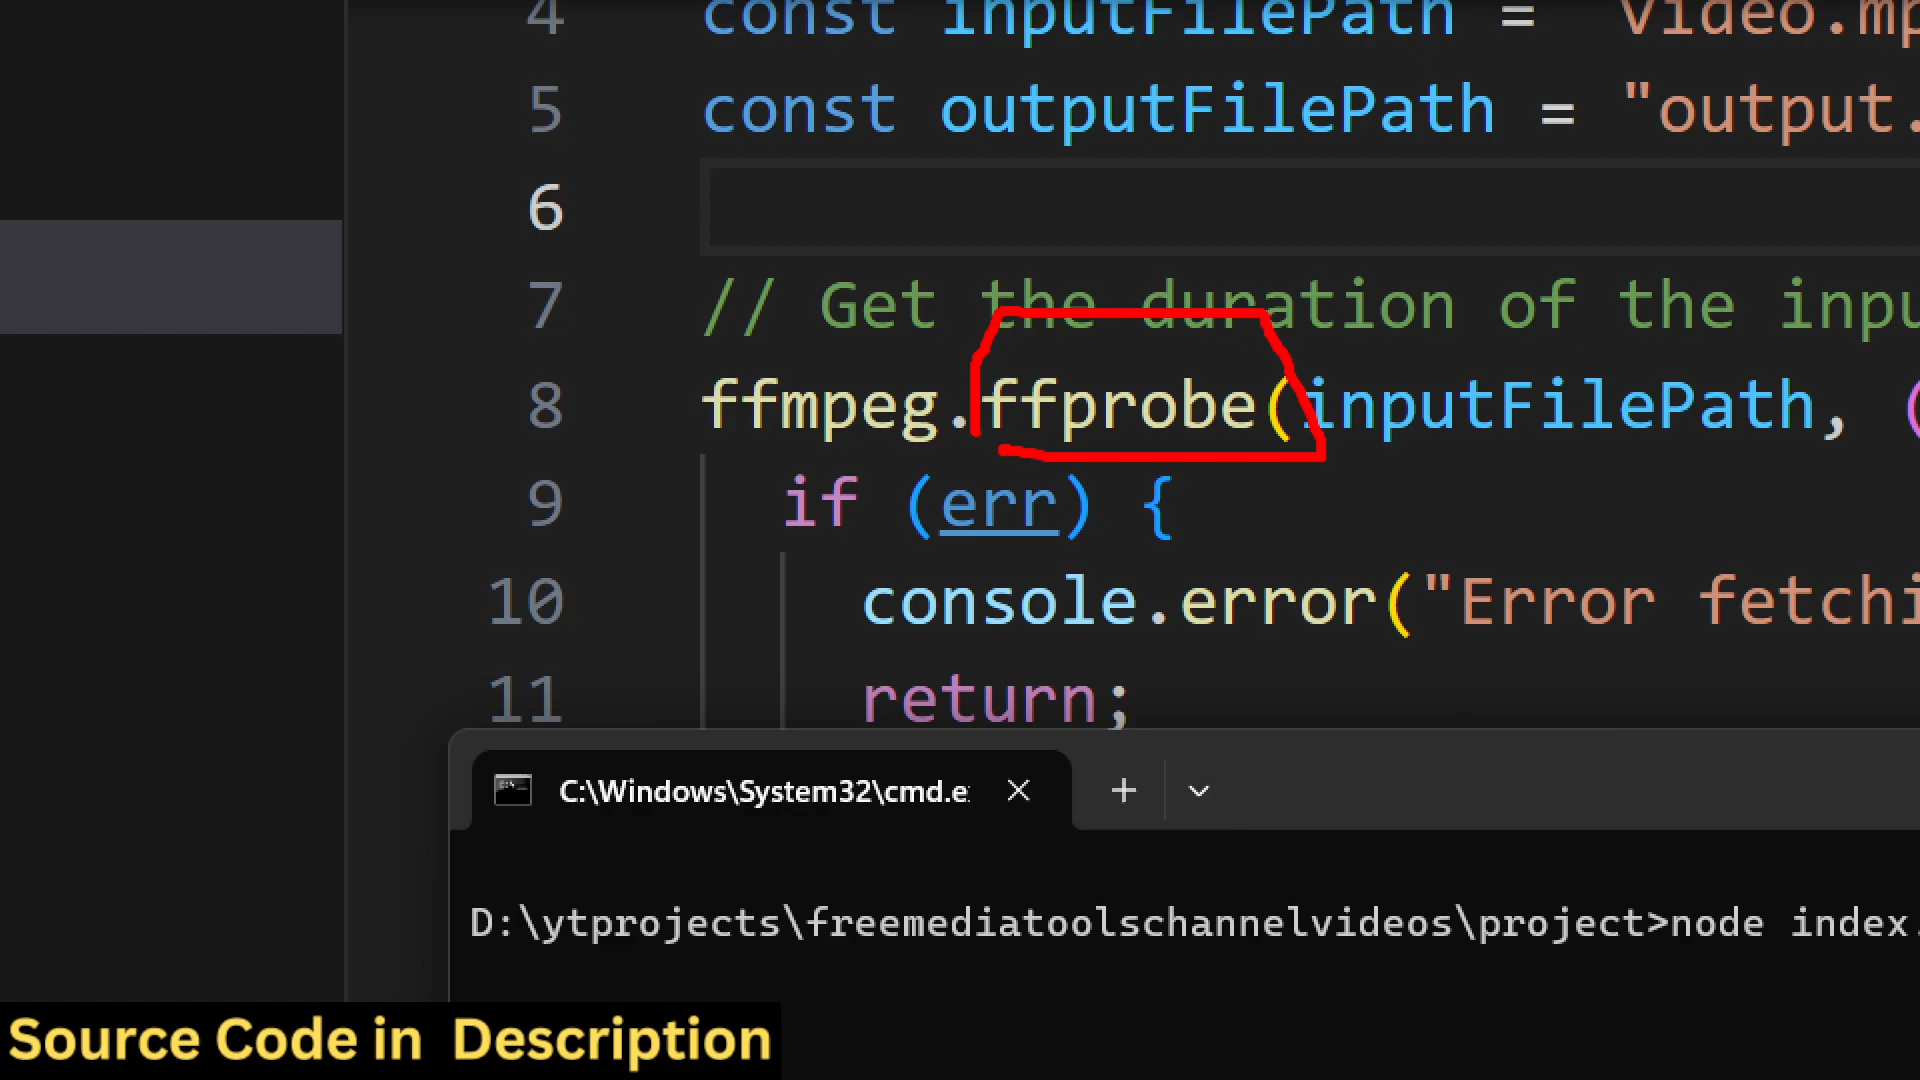 4 const inputFilePath = "video.mp
5 const outputFilePath = "output.
6
7 // Get the duration of the inpu
8 ffmpeg.ffprobe(inputFilePath, (
9 if (err) {
10 console.error("Error fetchi
11 return;
C:\Windows\System32\cmd.e
D:\ytprojects\freemediatoolschannelvideos\project>node index.
Source Code in Description